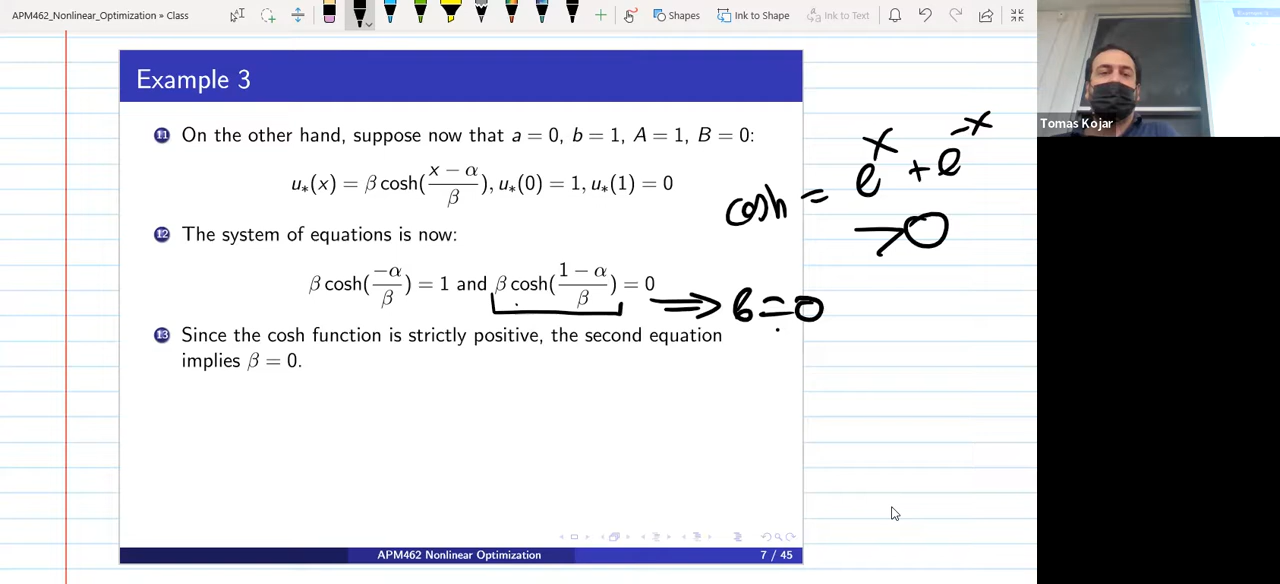 APM462_Nonlinear_Optimization » Class
Shapes
Ink to Shape
Ink to Text
Tomas Kojar
Example 3
11 On the other hand, suppose now that a = 0, b = 1, A = 1, B = 0:
u∗(x) = β cosh((x − α)/β), u∗(0) = 1, u∗(1) = 0
12 The system of equations is now:
β cosh(−α/β) = 1 and β cosh((1 − α)/β) = 0
13 Since the cosh function is strictly positive, the second equation
implies β = 0.
cosh = e^x + e^-x
→ 0
⇒ β = 0
APM462 Nonlinear Optimization
7 / 45